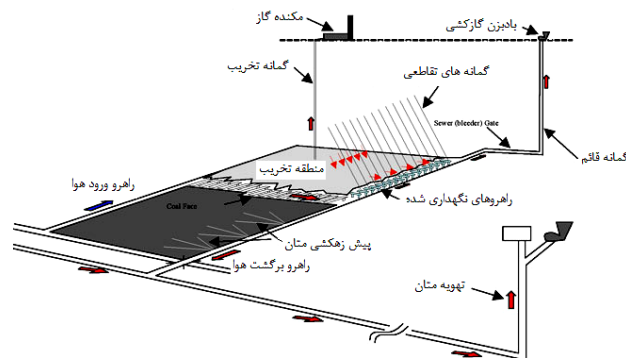 مکنده گاز
بادبزن گازکشی
گمانه تخریب
گمانه های تقاطعی
Sewer (bleeder) Gate
گمانه قائم
منطقه تخریب
راهرو ورود هوا
راهروهای نگهداری شده
Coal Face
پیش زهکشی متان
راهرو برگشت هوا
تهویه متان